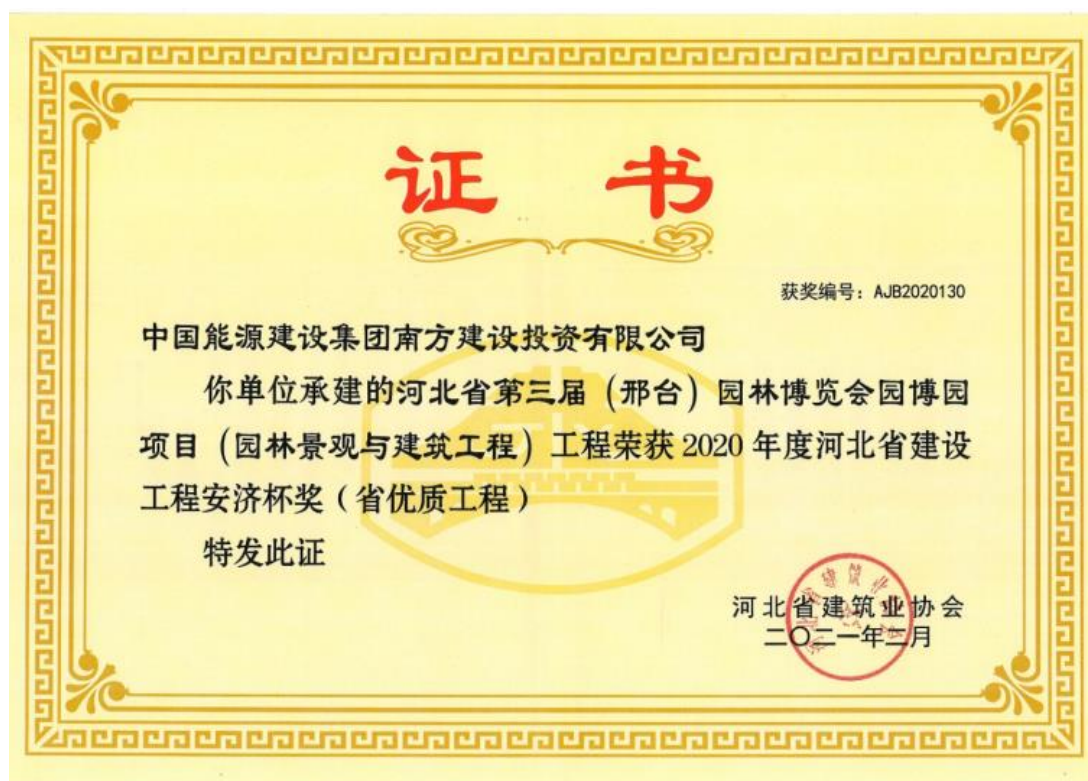 证 书
获奖编号：AJB2020130
中国能源建设集团南方建设投资有限公司
你单位承建的河北省第三届（邢台）园林博览会园博园
项目（园林景观与建筑工程）工程荣获 2020 年度河北省建设
工程安济杯奖（省优质工程）
特发此证
河北省建筑业协会
二〇二一年二月